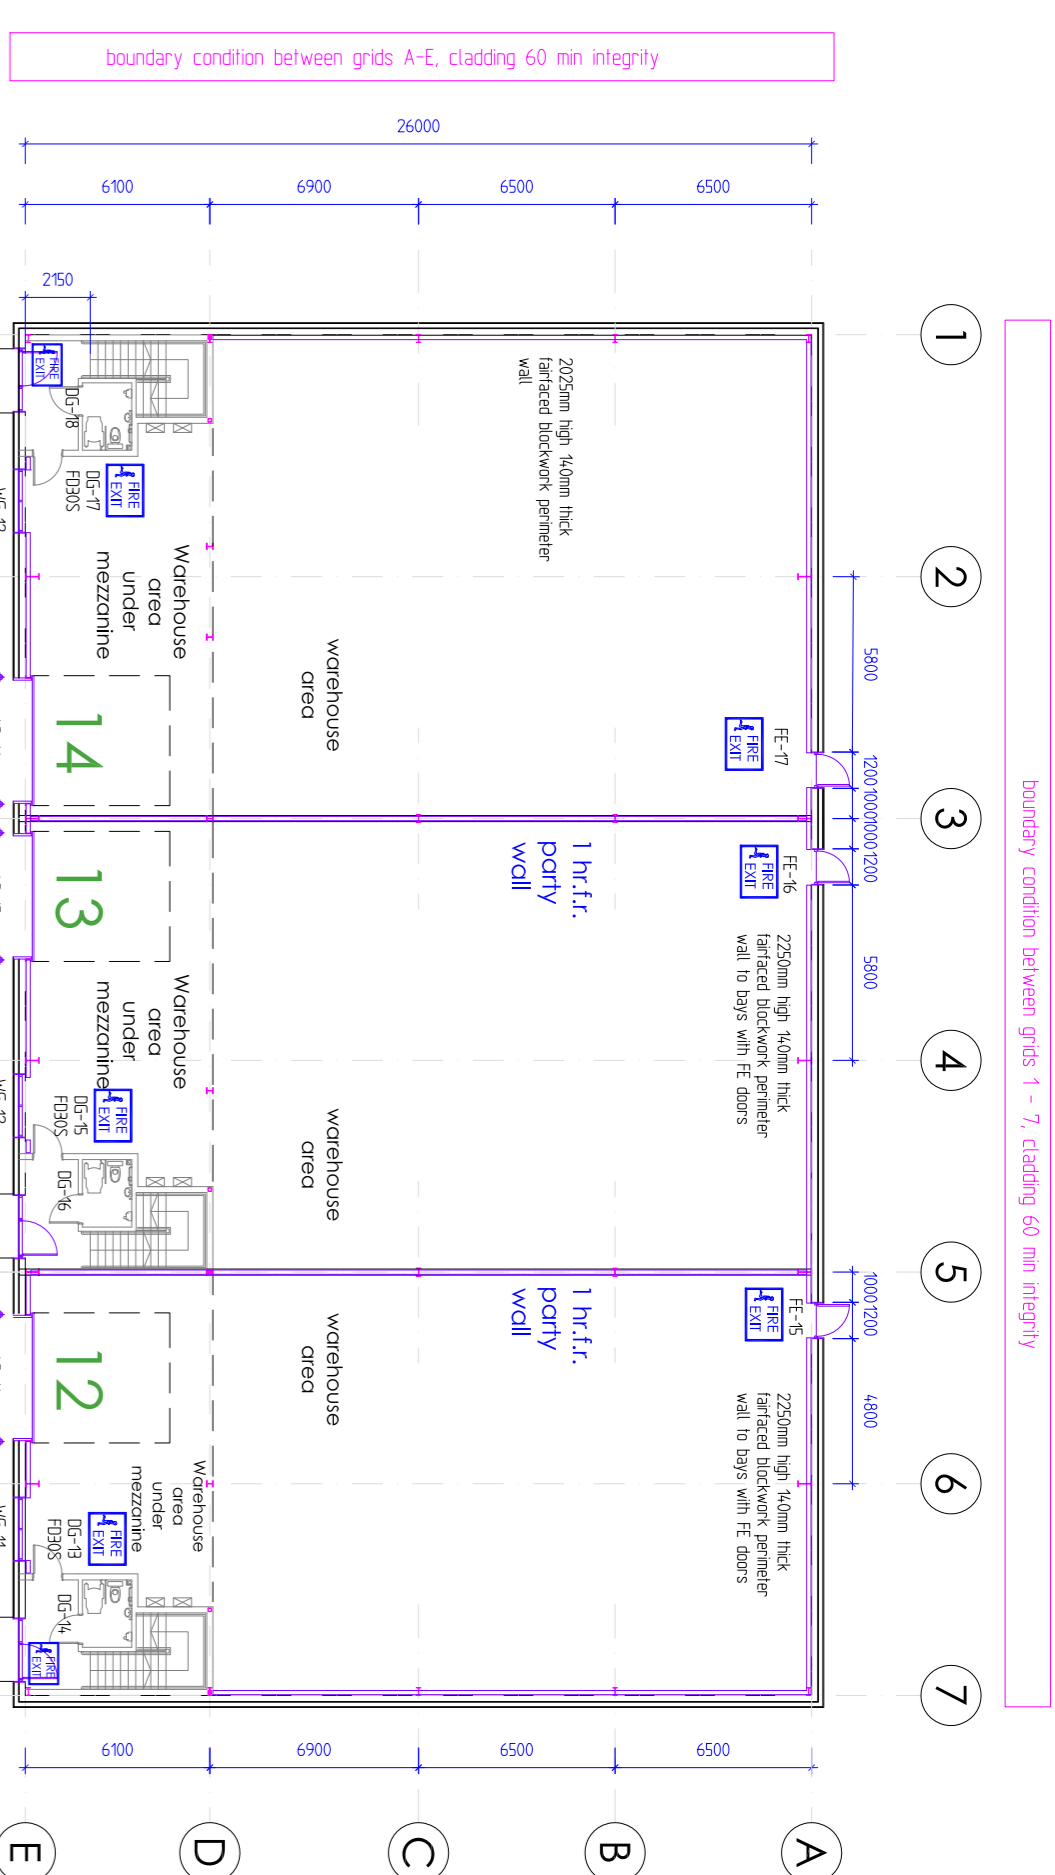 boundary condition between grids A-E, cladding 60 min integrity
26000
6100
6900
6500
6500
2150
boundary condition between grids 1 - 7, cladding 60 min integrity
1
2
3
4
5
6
7
5800
1200
1000
1000
1200
5800
1000
1200
4800
FIRE
EXIT
DG-18
DG-17
FD30S
FIRE
EXIT
2025mm high 140mm thick
fairfaced blockwork perimeter
wall
Warehouse
area
under
mezzanine
warehouse
area
14
FE-17
FIRE
EXIT
13
1 hr.f.r.
party
wall
FE-16
FIRE
EXIT
2250mm high 140mm thick
fairfaced blockwork perimeter
wall to bays with FE doors
Warehouse
area
under
mezzanine
FIRE
EXIT
DG-15
FD30S
DG-16
warehouse
area
12
1 hr.f.r.
party
wall
FE-15
FIRE
EXIT
warehouse
area
2250mm high 140mm thick
fairfaced blockwork perimeter
wall to bays with FE doors
Warehouse
area
under
mezzanine
FIRE
EXIT
DG-13
FD30S
DG-14
FIRE
EXIT
6100
6900
6500
6500
E
D
C
B
A